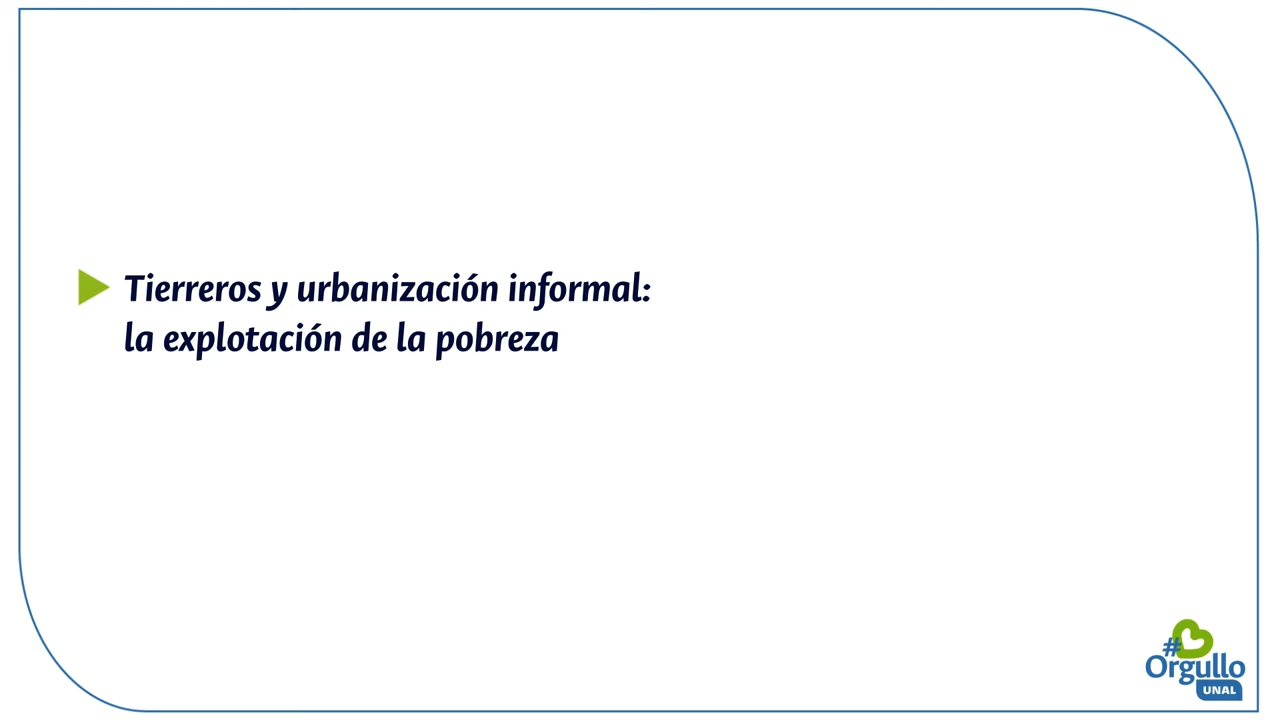 Tierreros y urbanización informal:
la explotación de la pobreza
#Orgullo
UNAL